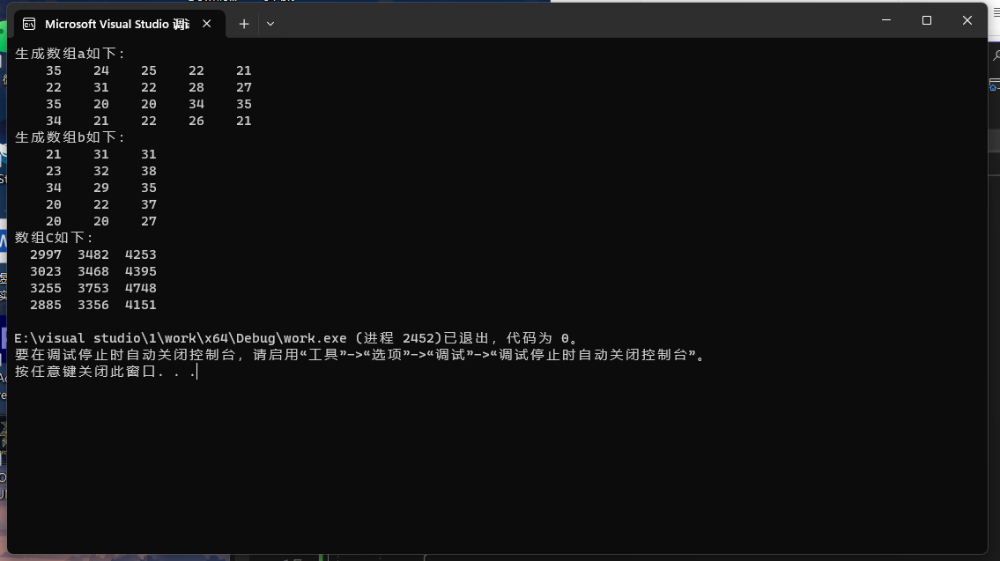 Microsoft Visual Studio 调试
生成数组a如下:
35 24 25 22 21
22 31 22 28 27
35 20 20 34 35
34 21 22 26 21
生成数组b如下:
21 31 31
23 32 38
34 29 35
20 22 37
20 20 27
数组C如下:
2997 3482 4253
3023 3468 4395
3255 3753 4748
2885 3356 4151
E:\visual studio\1\work\x64\Debug\work.exe (进程 2452)已退出，代码为 0。
要在调试停止时自动关闭控制台，请启用“工具”->“选项”->“调试”->“调试停止时自动关闭控制台”。
按任意键关闭此窗口. . .